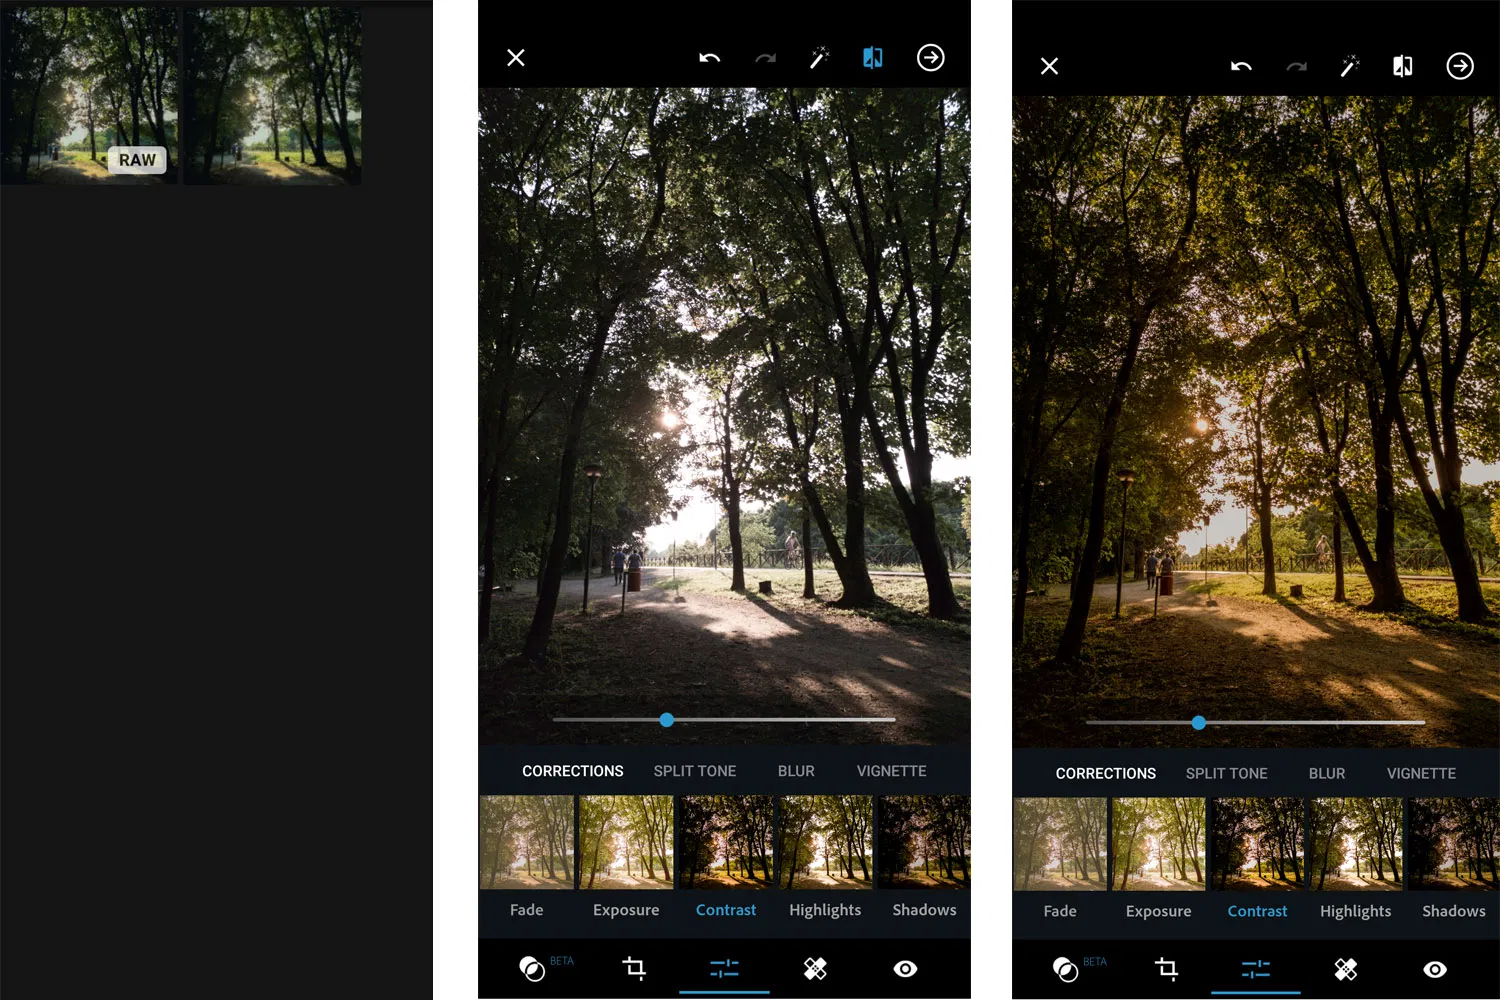 RAW
CORRECTIONS SPLIT TONE BLUR VIGNETTE
Fade Exposure Contrast Highlights Shadows
BETA
CORRECTIONS SPLIT TONE BLUR VIGNETTE
Fade Exposure Contrast Highlights Shadows
BETA